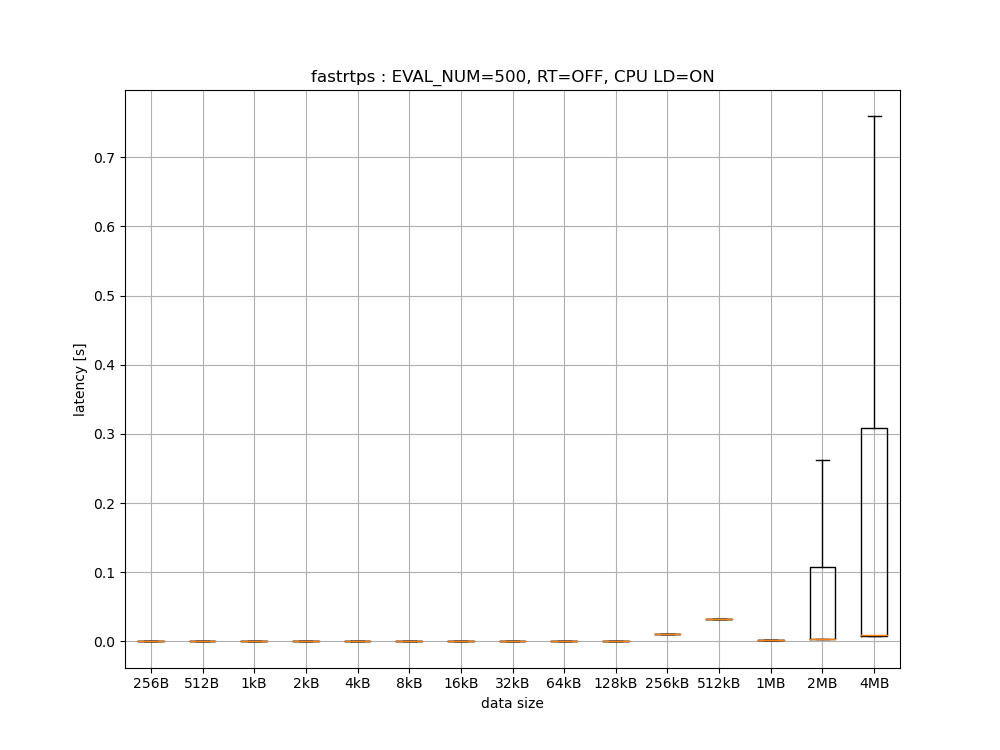 fastrtps : EVAL_NUM=500, RT=OFF, CPU LD=ON
latency [s]
0.7
0.6
0.5
0.4
0.3
0.2
0.1
0.0
256B 512B 1kB 2kB 4kB 8kB 16kB 32kB 64kB 128kB 256kB 512kB 1MB 2MB 4MB
data size